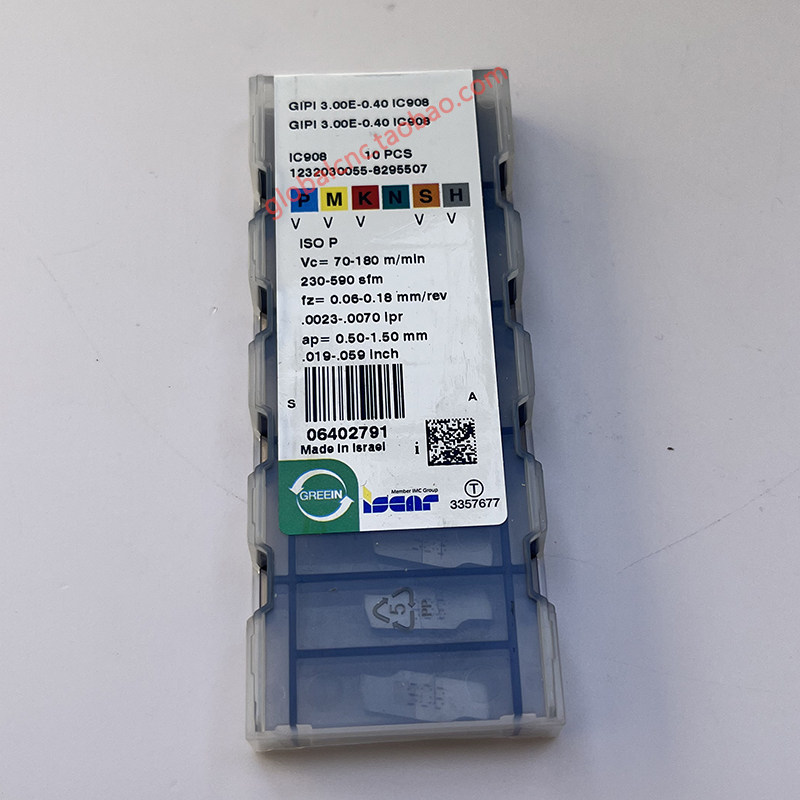 GIPI 3.00E-0.40 IC908
GIPI 3.00E-0.40 IC908
IC908 10 PCS
1232030055-8295507
P M K N S H
V V V V V
ISO P
Vc= 70-180 m/min
230-590 sfm
fz= 0.06-0.18 mm/rev
.0023-.0070 ipr
ap= 0.50-1.50 mm
.019-.059 inch
S A
06402791
Made in Israel i
GREEIN
Member IMC Group
iscar
T
3357677
5
PP
globalcnc.taobao.com